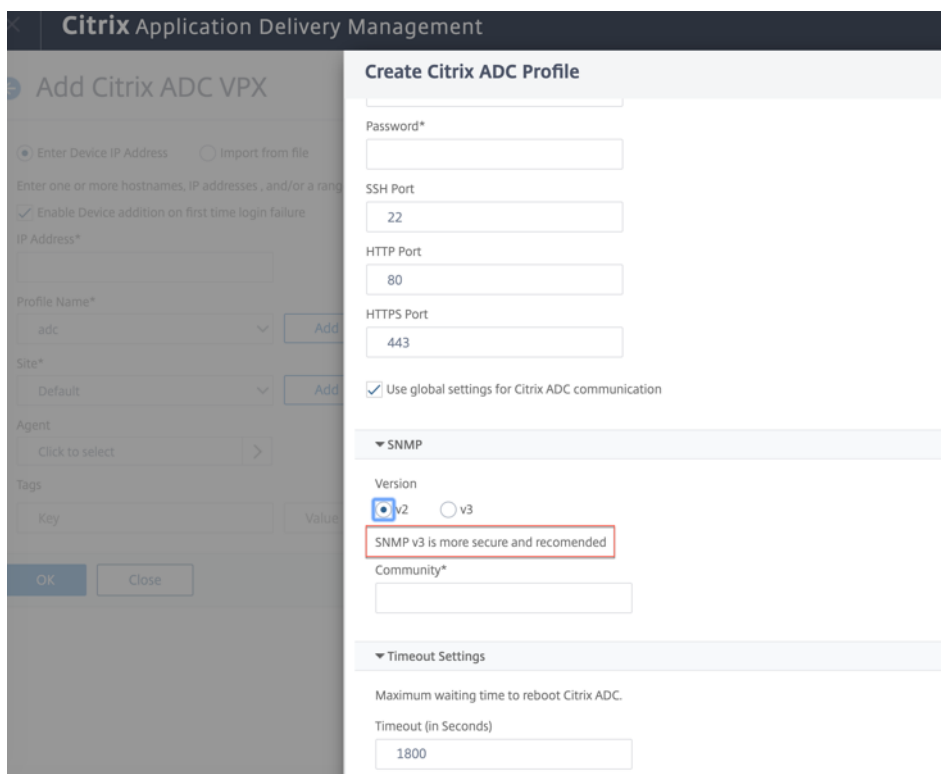 Citrix Application Delivery Management
Add Citrix ADC VPX
Enter Device IP Address Import from file
Enter one or more hostnames, IP addresses , and/or a rang
Enable Device addition on first time login failure
IP Address*
Profile Name*
adc Add
Site*
Default Add
Agent
Click to select
Tags
Key Value
OK Close
Create Citrix ADC Profile
Password*
SSH Port
22
HTTP Port
80
HTTPS Port
443
Use global settings for Citrix ADC communication
SNMP
Version
v2 v3
SNMP v3 is more secure and recomended
Community*
Timeout Settings
Maximum waiting time to reboot Citrix ADC.
Timeout (in Seconds)
1800